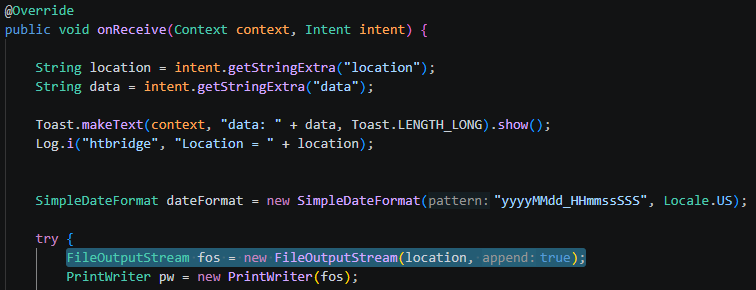 @Override
public void onReceive(Context context, Intent intent) {
String location = intent.getStringExtra("location");
String data = intent.getStringExtra("data");
Toast.makeText(context, "data: " + data, Toast.LENGTH_LONG).show();
Log.i("htbridge", "Location = " + location);
SimpleDateFormat dateFormat = new SimpleDateFormat(pattern: "yyyyMMdd_HHmmssSSS", Locale.US);
try {
FileOutputStream fos = new FileOutputStream(location, append:true);
PrintWriter pw = new PrintWriter(fos);